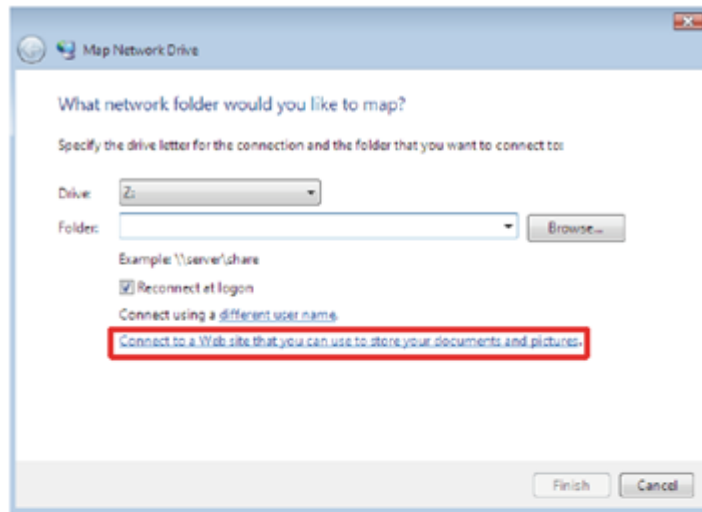 Map Network Drive
What network folder would you like to map?
Specify the drive letter for the connection and the folder that you want to connect to:
Drive: Z:
Folder: Browse...
Example: \\server\share
Reconnect at logon
Connect using a different user name.
Connect to a Web site that you can use to store your documents and pictures.
Finish Cancel